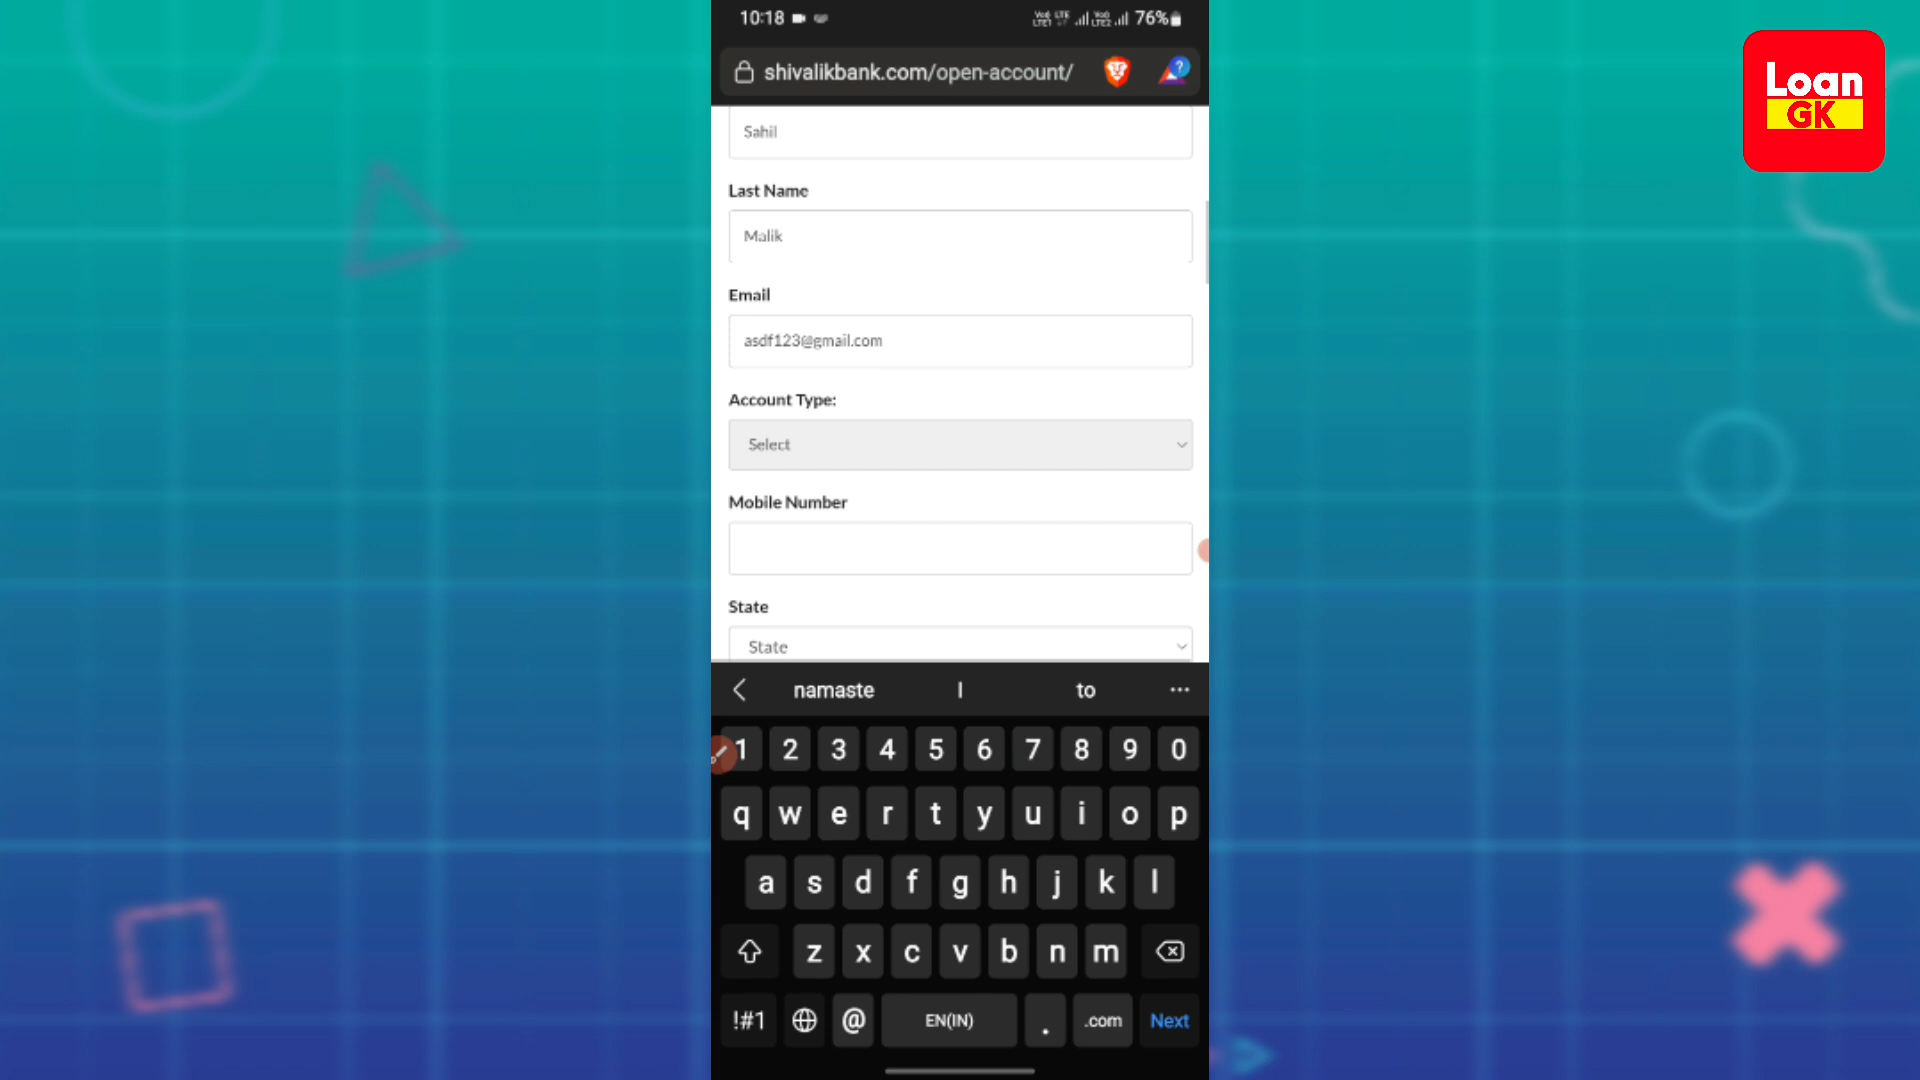 10:18
76%
Loan
GK
shivalikbank.com/open-account/
Sahil
Last Name
Malik
Email
asdf123@gmail.com
Account Type:
Select
Mobile Number
State
State
namaste I to
1 2 3 4 5 6 7 8 9 0
q w e r t y u i o p
a s d f g h j k l
z x c v b n m
!#1 @ EN(IN) . .com Next